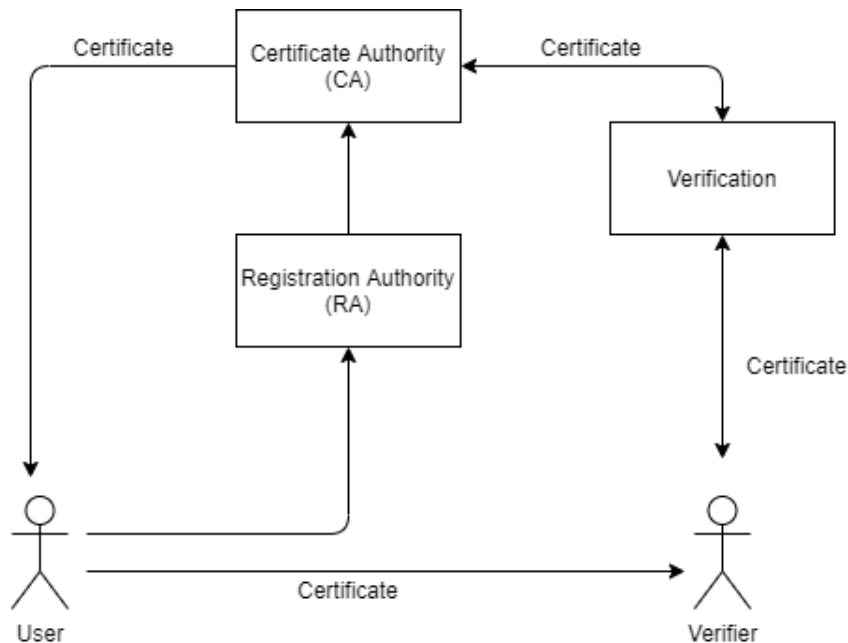 Certificate
Certificate
Certificate Authority
(CA)
Verification
Registration Authority
(RA)
Certificate
Certificate
User
Verifier